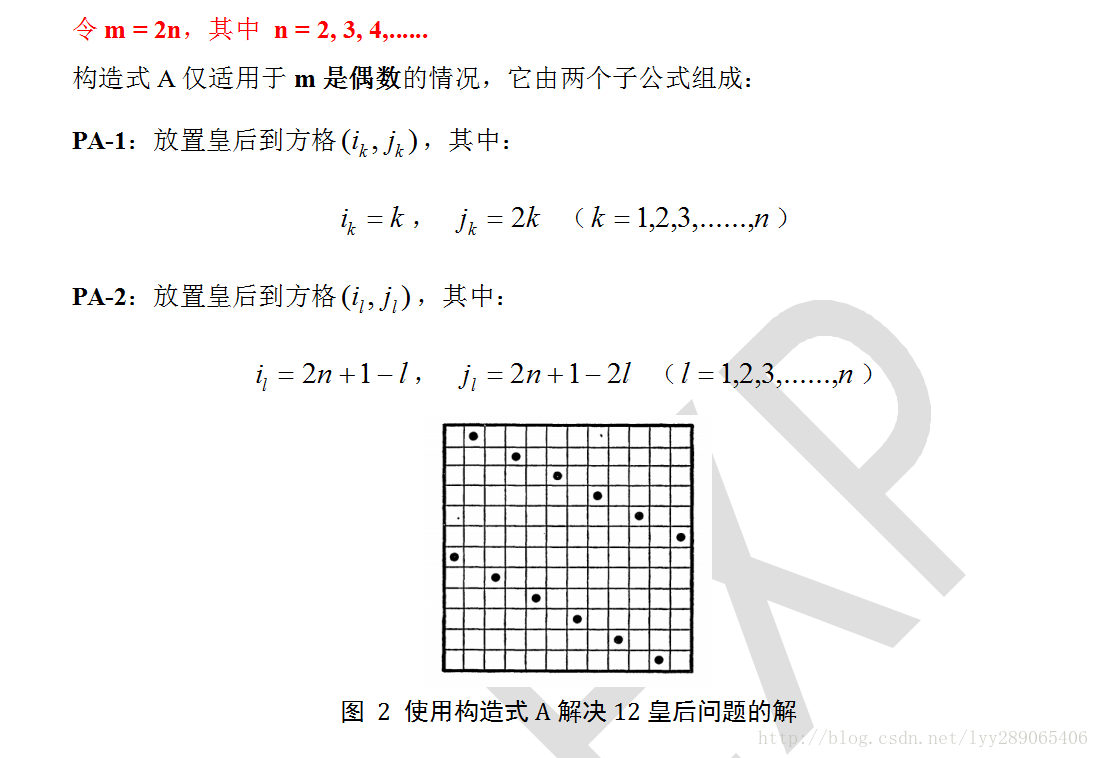 令 m = 2n，其中 n = 2, 3, 4,......
构造式 A 仅适用于 m 是偶数的情况，它由两个子公式组成：
PA-1：放置皇后到方格(i_k, j_k)，其中：
i_k = k， j_k = 2k （k = 1,2,3,......,n）
PA-2：放置皇后到方格(i_l, j_l)，其中：
i_l = 2n + 1 − l， j_l = 2n + 1 − 2l （l = 1,2,3,......,n）
图 2 使用构造式 A 解决 12 皇后问题的解
http://blog.csdn.net/lyy289065406